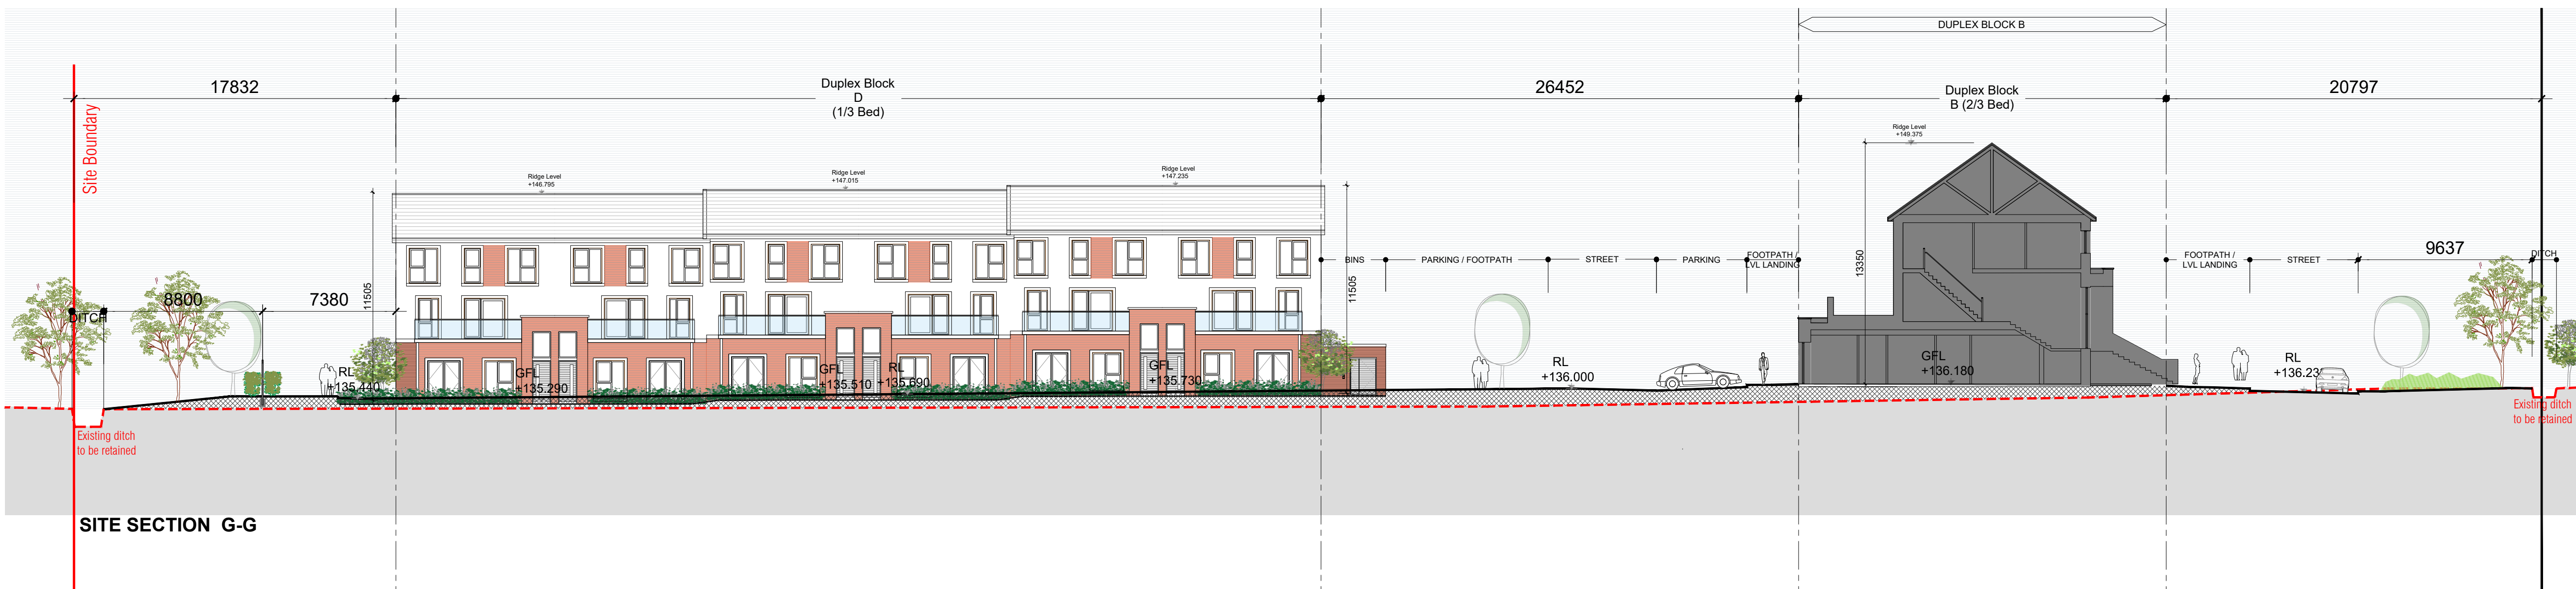 DUPLEX BLOCK B
17832
Duplex Block
D
(1/3 Bed)
26452
Duplex Block
B (2/3 Bed)
20797
Site Boundary
Ridge Level
+146.795
Ridge Level
+147.015
Ridge Level
+147.235
Ridge Level
+149.375
8800
7380
DITCH
11505
11505
BINS
PARKING / FOOTPATH
STREET
PARKING
FOOTPATH /
LVL LANDING
13350
FOOTPATH /
LVL LANDING
STREET
9637
DITCH
RL
+135.440
GFL
+135.290
GFL
+135.510
RL
+135.690
GFL
+135.730
RL
+136.000
GFL
+136.180
RL
Existing ditch
to be retained
Existing ditch
to be retained
SITE SECTION G-G